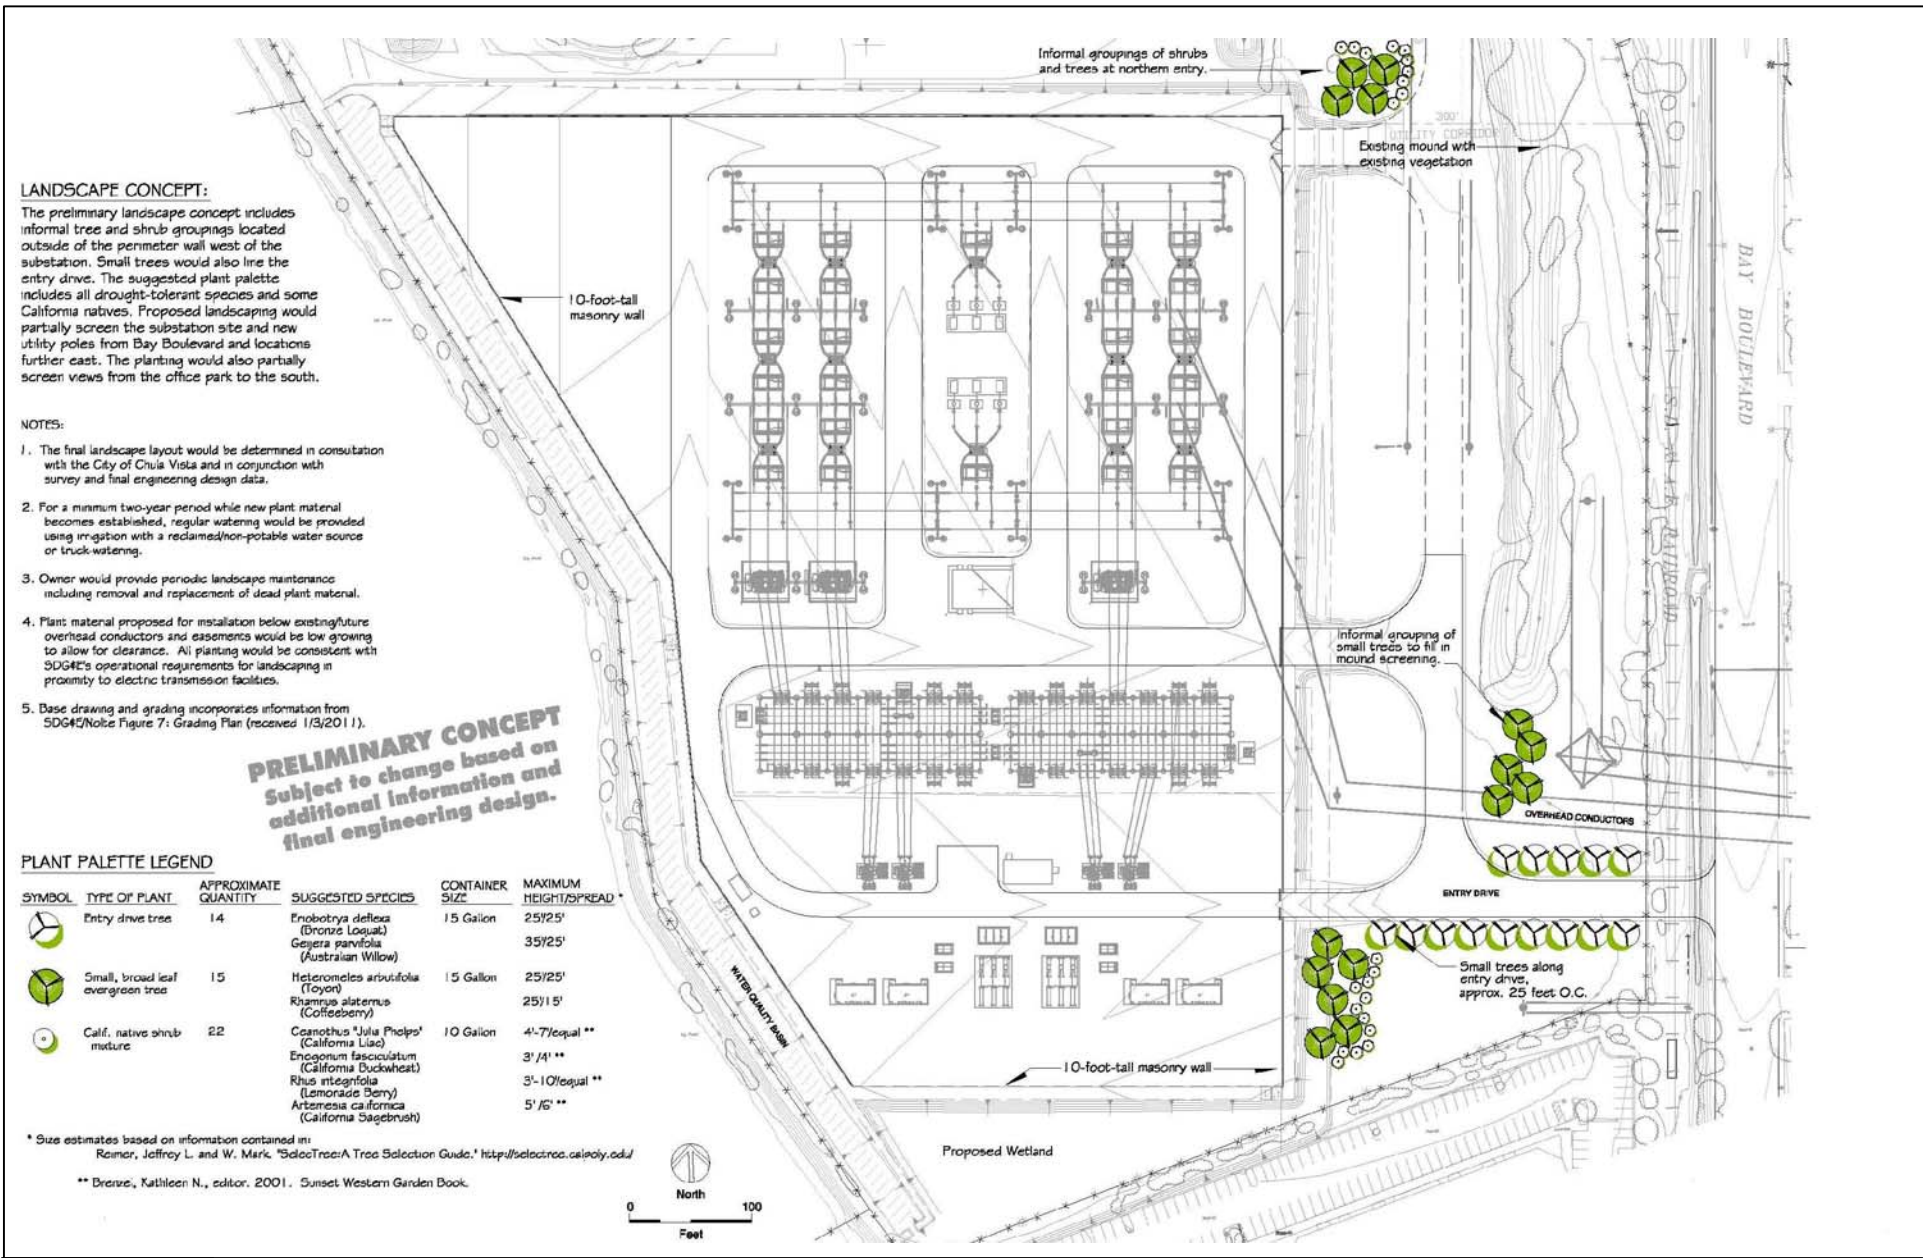 Informal groupings of shrubs
and trees at northern entry.
300'
UTILITY CORRIDOR
Existing mound with
existing vegetation
LANDSCAPE CONCEPT:
The preliminary landscape concept includes
informal tree and shrub groupings located
outside of the perimeter wall west of the
substation. Small trees would also line the
entry drive. The suggested plant palette
includes all drought-tolerant species and some
California natives. Proposed landscaping would
partially screen the substation site and new
utility poles from Bay Boulevard and locations
further east. The planting would also partially
screen views from the office park to the south.
10-foot-tall
masonry wall
BAY BOULEVARD
NOTES:
1. The final landscape layout would be determined in consultation
with the City of Chula Vista and in conjunction with
survey and final engineering design data.
2. For a minimum two-year period while new plant material
becomes established, regular watering would be provided
using irrigation with a reclaimed/non-potable water source
or truck-watering.
3. Owner would provide periodic landscape maintenance
including removal and replacement of dead plant material.
4. Plant material proposed for installation below existing/future
overhead conductors and easements would be low growing
to allow for clearance. All planting would be consistent with
SDG&E's operational requirements for landscaping in
proximity to electric transmission facilities.
5. Base drawing and grading incorporates information from
SDG&E/Nolte Figure 7: Grading Plan (received 1/3/2011).
RAILROAD
Informal grouping of
small trees to fill in
mound screening.
PRELIMINARY CONCEPT
Subject to change based on
additional information and
final engineering design.
OVERHEAD CONDUCTORS
ENTRY DRIVE
PLANT PALETTE LEGEND
SYMBOL TYPE OF PLANT APPROXIMATE QUANTITY SUGGESTED SPECIES CONTAINER SIZE MAXIMUM HEIGHT/SPREAD *
Entry drive tree 14 Eriobotrya deflexa 15 Gallon 25'/25'
(Bronze Loquat)
Geijera parvifolia 35'/25'
(Australian Willow)
Small, broad leaf evergreen tree 15 Heteromeles arbutifolia 15 Gallon 25'/25'
(Toyon)
Rhamnus alaternus 25'/15'
(Coffeeberry)
Calif. native shrub mixture 22 Ceanothus "Julia Phelps" 10 Gallon 4'-7'/equal **
(California Lilac)
Eriogonum fasciculatum 3'/4' **
(California Buckwheat)
Rhus integrifolia 3'-10'/equal **
(Lemonade Berry)
Artemesia californica 5'/6' **
(California Sagebrush)
WATER QUALITY BASIN
Small trees along
entry drive,
approx. 25 feet O.C.
10-foot-tall masonry wall
* Size estimates based on information contained in:
Reimer, Jeffrey L. and W. Mark. "SelecTree: A Tree Selection Guide." http://selectree.calpoly.edu/
** Brenzel, Kathleen N., editor. 2001. Sunset Western Garden Book.
Proposed Wetland
North
0 100
Feet